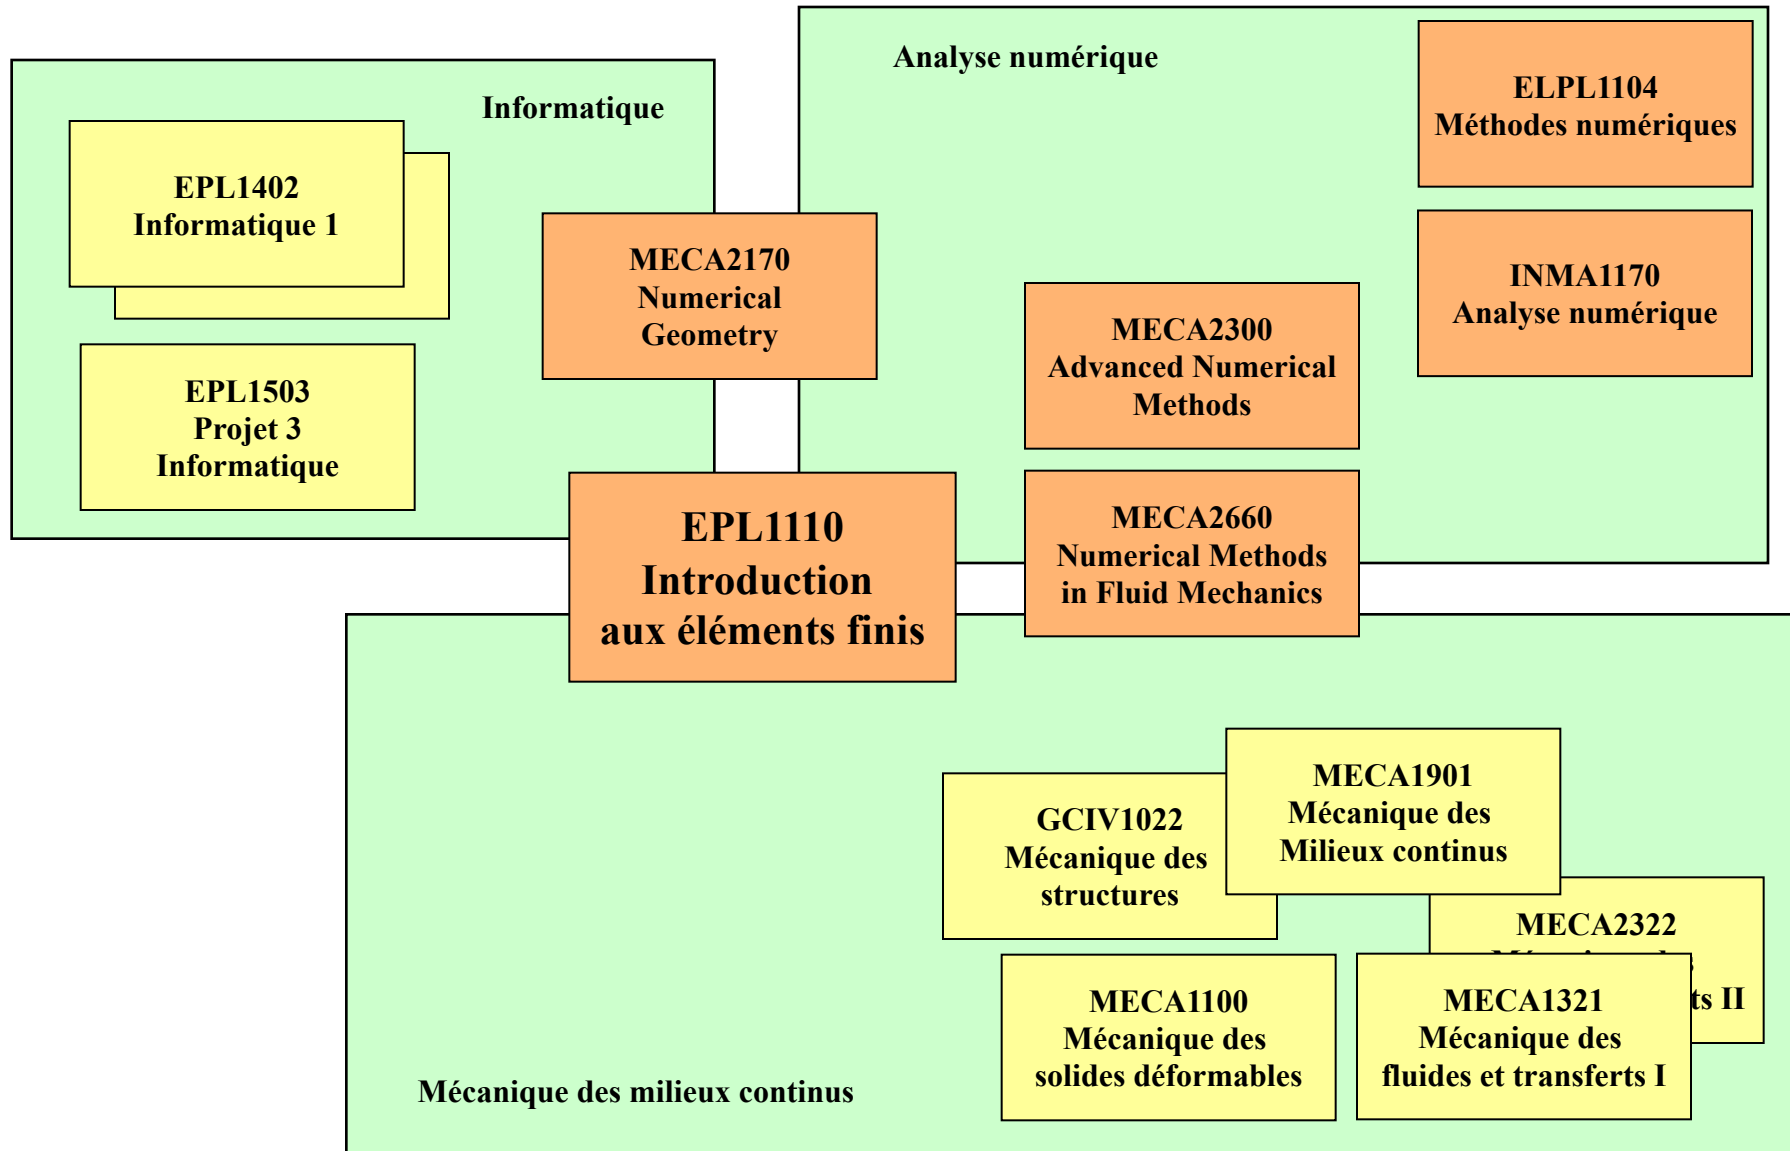 Informatique
EPL1402
Informatique 1
EPL1503
Projet 3
Informatique
MECA2170
Numerical
Geometry
Analyse numérique
ELPL1104
Méthodes numériques
INMA1170
Analyse numérique
MECA2300
Advanced Numerical
Methods
MECA2660
Numerical Methods
in Fluid Mechanics
EPL1110
Introduction
aux éléments finis
MECA1901
Mécanique des
Milieux continus
GCIV1022
Mécanique des
structures
MECA2322
ts II
MECA1100
Mécanique des
solides déformables
MECA1321
Mécanique des
fluides et transferts I
Mécanique des milieux continus